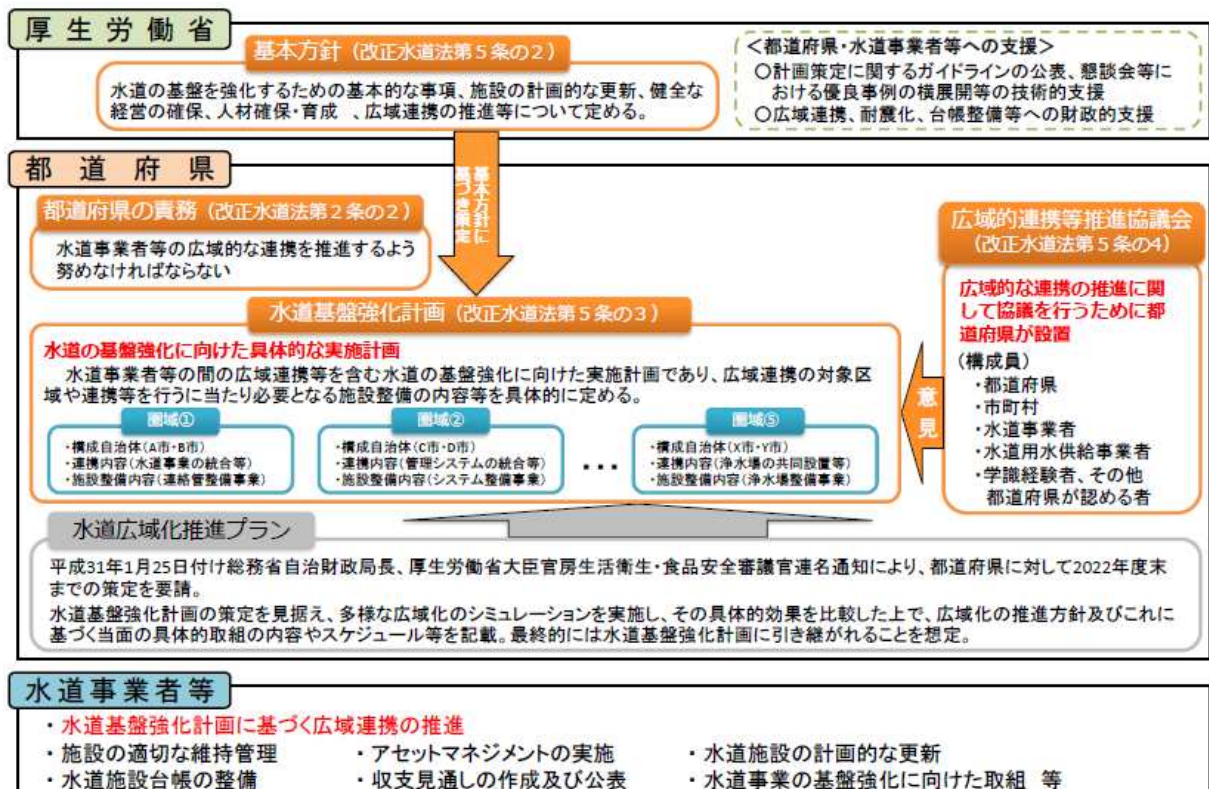 厚生労働省
基本方針（改正水道法第５条の２）
水道の基盤を強化するための基本的な事項、施設の計画的な更新、健全な
経営の確保、人材確保・育成　、広域連携の推進等について定める。
＜都道府県・水道事業者等への支援＞
○計画策定に関するガイドラインの公表、懇談会等に
おける優良事例の横展開等の技術的支援
○広域連携、耐震化、台帳整備等への財政的支援
都道府県
基本方針に
基づき策定
都道府県の責務（改正水道法第２条の２）
水道事業者等の広域的な連携を推進するよう
努めなければならない
広域的連携等推進協議会
（改正水道法第５条の4）
広域的な連携の推進に関
して協議を行うために都
道府県が設置
（構成員）
・都道府県
・市町村
・水道事業者
・水道用水供給事業者
・学識経験者、その他
都道府県が認める者
意見
水道基盤強化計画（改正水道法第５条の３）
水道の基盤強化に向けた具体的な実施計画
水道事業者等の間の広域連携等を含む水道の基盤強化に向けた実施計画であり、広域連携の対象区
域や連携等を行うに当たり必要となる施設整備の内容等を具体的に定める。
圏域①
・構成自治体（A市・B市）
・連携内容（水道事業の統合等）
・施設整備内容（連絡管整備事業）
圏域②
・構成自治体（C市・D市）
・連携内容（管理システムの統合等）
・施設整備内容（システム整備事業）
・・・
圏域⑤
・構成自治体（X市・Y市）
・連携内容（浄水場の共同設置等）
・施設整備内容（浄水場整備事業）
水道広域化推進プラン
平成31年1月25日付け総務省自治財政局長、厚生労働省大臣官房生活衛生・食品安全審議官連名通知により、都道府県に対して2022年度末
までの策定を要請。
水道基盤強化計画の策定を見据え、多様な広域化のシミュレーションを実施し、その具体的効果を比較した上で、広域化の推進方針及びこれに
基づく当面の具体的取組の内容やスケジュール等を記載。最終的には水道基盤強化計画に引き継がれることを想定。
水道事業者等
・水道基盤強化計画に基づく広域連携の推進
・施設の適切な維持管理　・アセットマネジメントの実施　・水道施設の計画的な更新
・水道施設台帳の整備　・収支見通しの作成及び公表　・水道事業の基盤強化に向けた取組　等